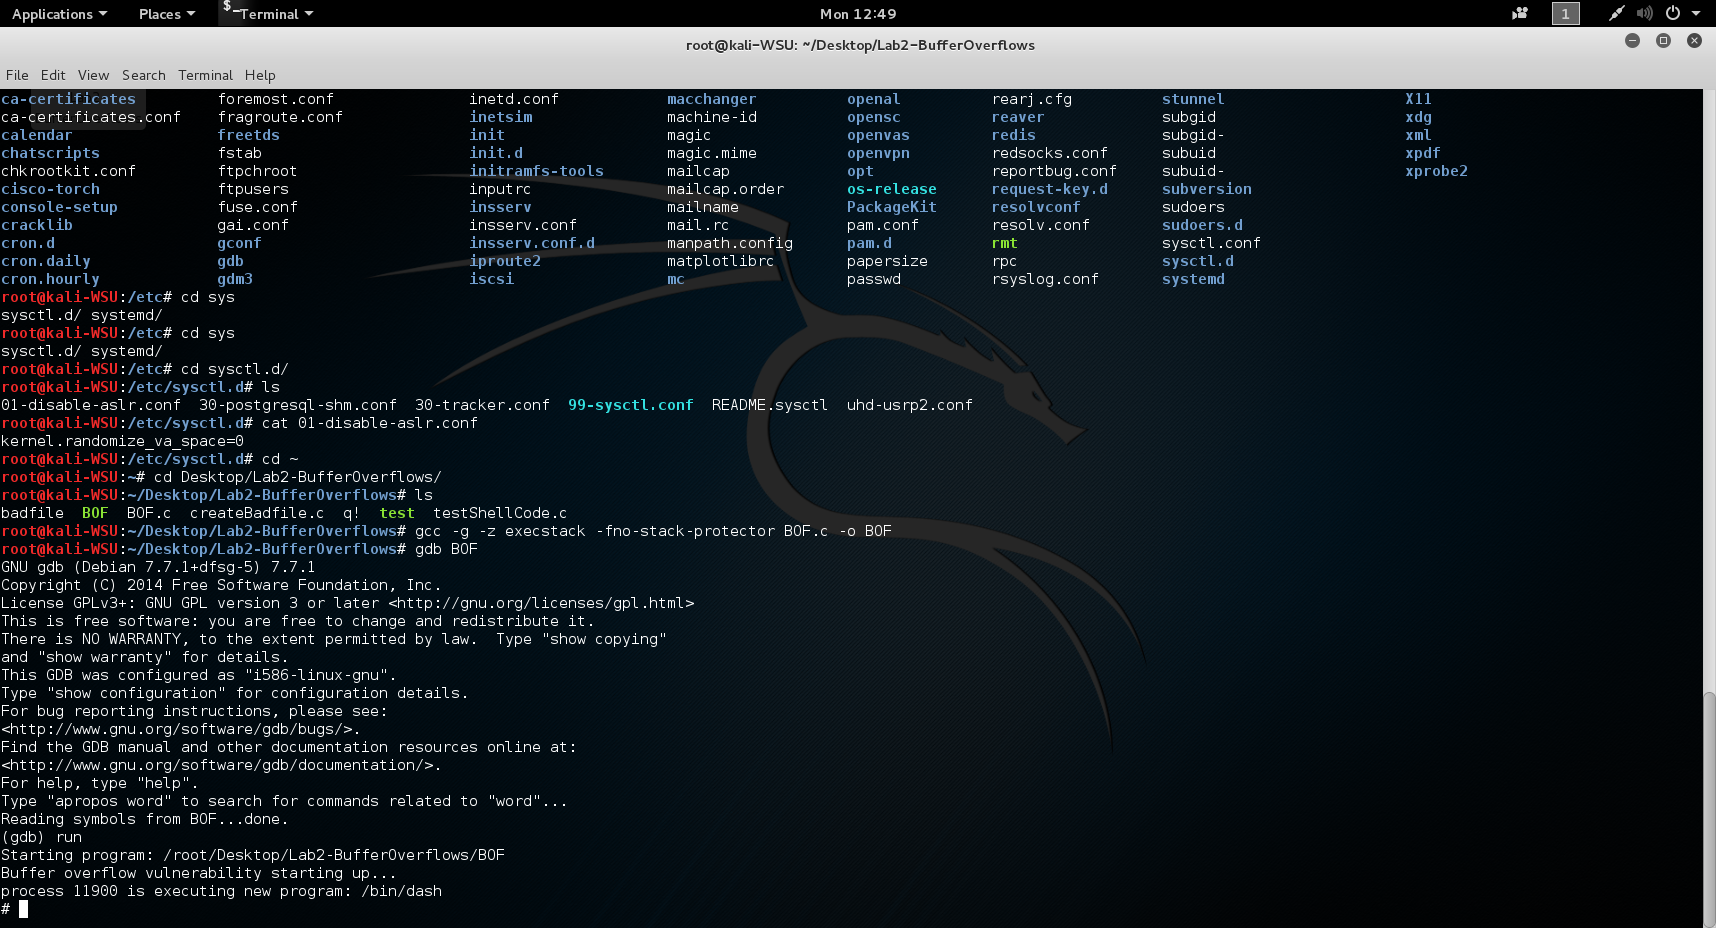 Applications Places $_ Terminal Mon 12:49 1
root@kali-WSU: ~/Desktop/Lab2-BufferOverflows
File Edit View Search Terminal Help
ca-certificates foremost.conf inetd.conf macchanger openal rearj.cfg stunnel X11
ca-certificates.conf fragroute.conf inetsim machine-id opensc reaver subgid xdg
calendar freetds init magic openvas redis subgid- xml
chatscripts fstab init.d magic.mime openvpn redsocks.conf subuid xpdf
chkrootkit.conf ftpchroot initramfs-tools mailcap opt reportbug.conf subuid- xprobe2
cisco-torch ftpusers inputrc mailcap.order os-release request-key.d subversion
console-setup fuse.conf insserv mailname PackageKit resolvconf sudoers
cracklib gai.conf insserv.conf mail.rc pam.conf resolv.conf sudoers.d
cron.d gconf insserv.conf.d manpath.config pam.d rmt sysctl.conf
cron.daily gdb iproute2 matplotlibrc papersize rpc sysctl.d
cron.hourly gdm3 iscsi mc passwd rsyslog.conf systemd
root@kali-WSU:/etc# cd sys
sysctl.d/ systemd/
root@kali-WSU:/etc# cd sys
sysctl.d/ systemd/
root@kali-WSU:/etc# cd sysctl.d/
root@kali-WSU:/etc/sysctl.d# ls
01-disable-aslr.conf 30-postgresql-shm.conf 30-tracker.conf 99-sysctl.conf README.sysctl uhd-usrp2.conf
root@kali-WSU:/etc/sysctl.d# cat 01-disable-aslr.conf
kernel.randomize_va_space=0
root@kali-WSU:/etc/sysctl.d# cd ~
root@kali-WSU:~# cd Desktop/Lab2-BufferOverflows/
root@kali-WSU:~/Desktop/Lab2-BufferOverflows# ls
badfile BOF BOF.c createBadfile.c q! test testShellCode.c
root@kali-WSU:~/Desktop/Lab2-BufferOverflows# gcc -g -z execstack -fno-stack-protector BOF.c -o BOF
root@kali-WSU:~/Desktop/Lab2-BufferOverflows# gdb BOF
GNU gdb (Debian 7.7.1+dfsg-5) 7.7.1
Copyright (C) 2014 Free Software Foundation, Inc.
License GPLv3+: GNU GPL version 3 or later <http://gnu.org/licenses/gpl.html>
This is free software: you are free to change and redistribute it.
There is NO WARRANTY, to the extent permitted by law.  Type "show copying"
and "show warranty" for details.
This GDB was configured as "i586-linux-gnu".
Type "show configuration" for configuration details.
For bug reporting instructions, please see:
<http://www.gnu.org/software/gdb/bugs/>.
Find the GDB manual and other documentation resources online at:
<http://www.gnu.org/software/gdb/documentation/>.
For help, type "help".
Type "apropos word" to search for commands related to "word"...
Reading symbols from BOF...done.
(gdb) run
Starting program: /root/Desktop/Lab2-BufferOverflows/BOF
Buffer overflow vulnerability starting up...
process 11900 is executing new program: /bin/dash
#